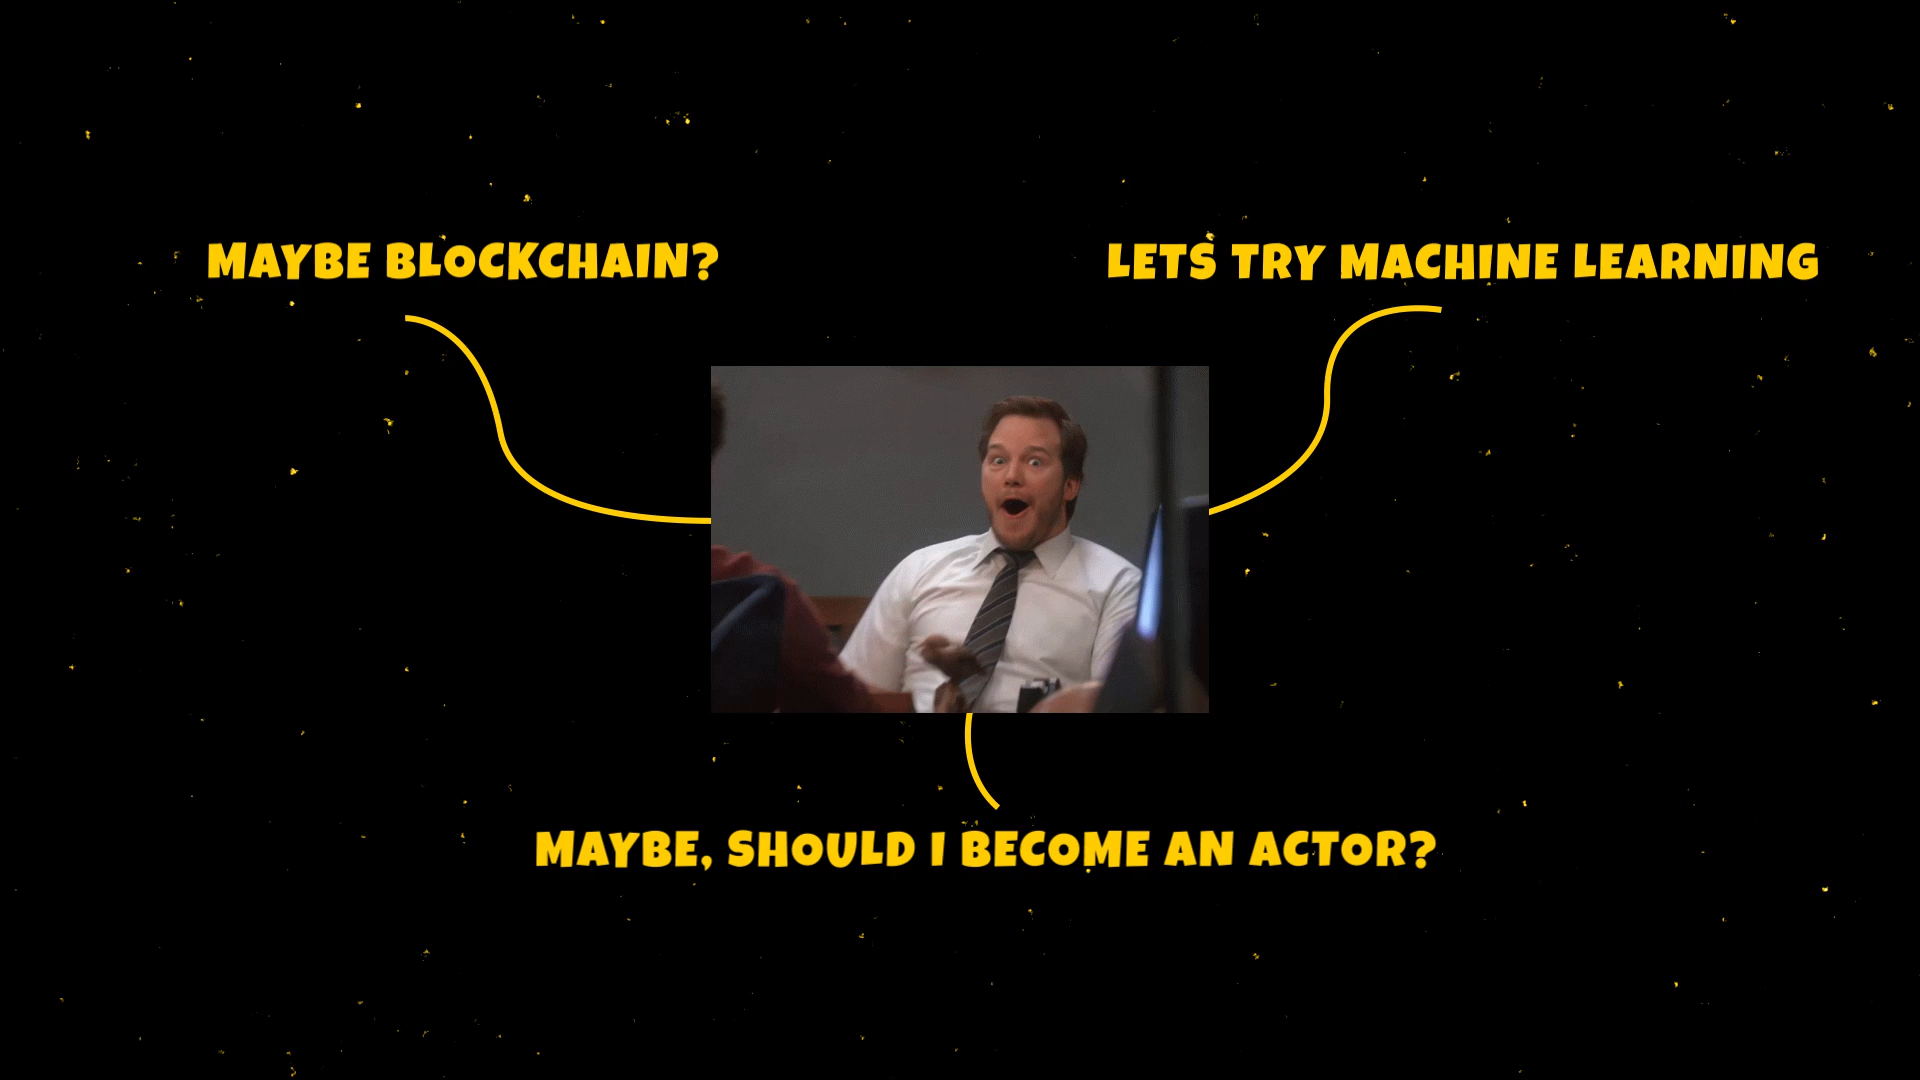 MAYBE BLOCKCHAIN?
LETS TRY MACHINE LEARNING
MAYBE, SHOULD I BECOME AN ACTOR?